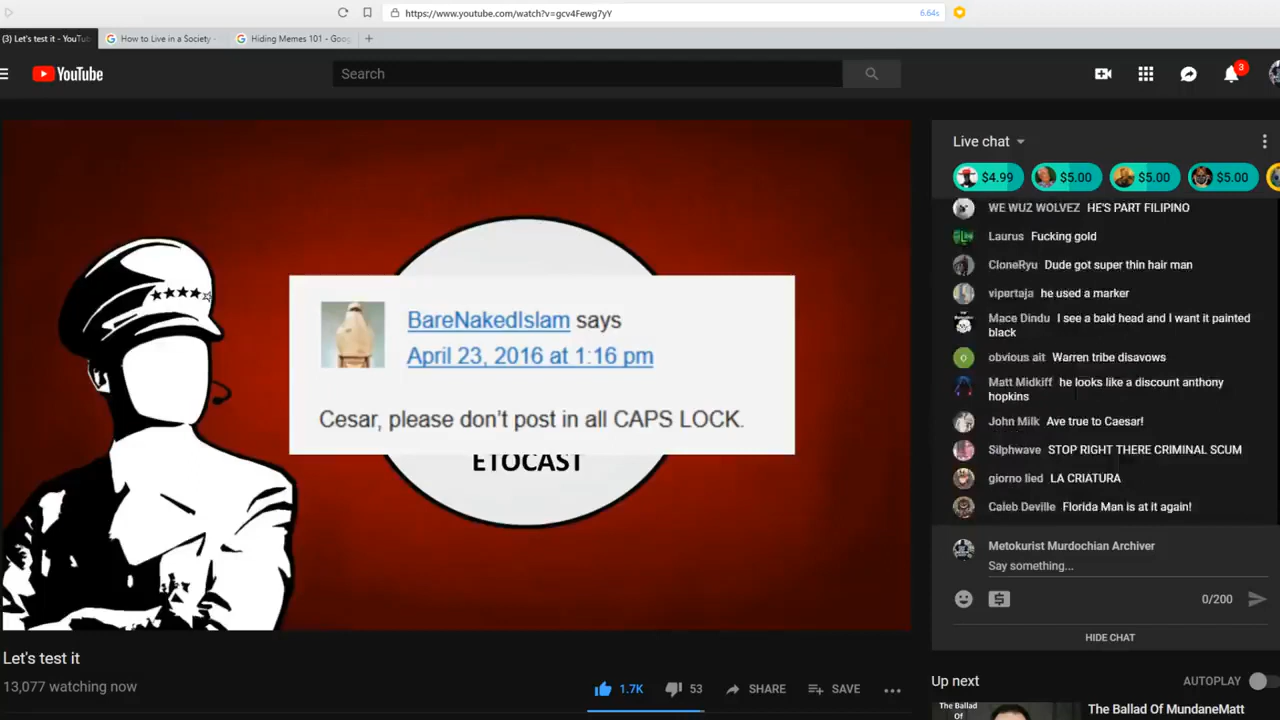 https://www.youtube.com/watch?v=gcv4Fewg7yY
6.64s
(3) Let's test it - YouTub
How to Live in a Society -
Hiding Memes 101 - Goog
YouTube
Search
3
Live chat
$4.99
$5.00
$5.00
$5.00
WE WUZ WOLVEZ HE'S PART FILIPINO
Laurus Fucking gold
CloneRyu Dude got super thin hair man
vipertaja he used a marker
Mace Dindu I see a bald head and I want it painted
black
obvious ait Warren tribe disavows
Matt Midkiff he looks like a discount anthony
hopkins
John Milk Ave true to Caesar!
Silphwave STOP RIGHT THERE CRIMINAL SCUM
giorno lied LA CRIATURA
Caleb Deville Florida Man is at it again!
Metokurist Murdochian Archiver
Say something...
0/200
HIDE CHAT
BareNakedIslam says
April 23, 2016 at 1:16 pm
Cesar, please don't post in all CAPS LOCK.
ETOCAST
Let's test it
13,077 watching now
1.7K
53
SHARE
SAVE
Up next
AUTOPLAY
The Ballad
Of
The Ballad Of MundaneMatt